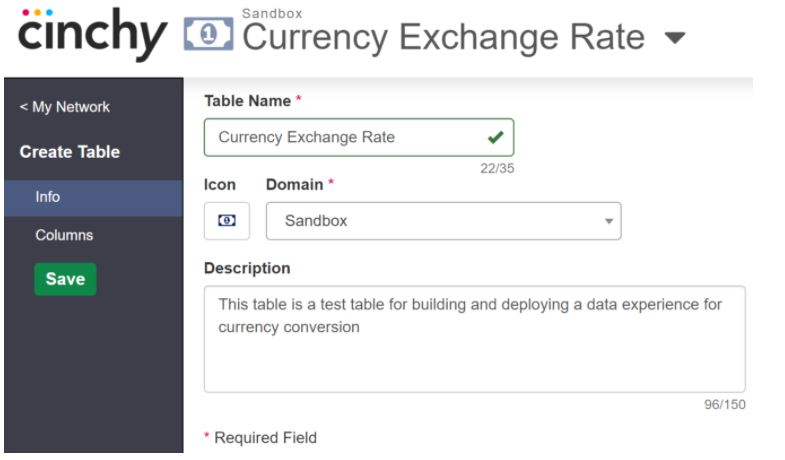 cinchy
Sandbox
Currency Exchange Rate
< My Network
Create Table
Info
Columns
Save
Table Name *
Currency Exchange Rate
22/35
Icon Domain *
Sandbox
Description
This table is a test table for building and deploying a data experience for
currency conversion
96/150
* Required Field